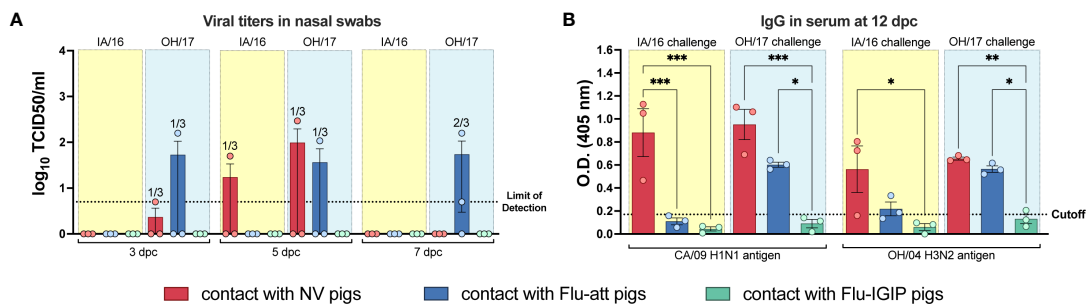 A
Viral titers in nasal swabs
IA/16 OH/17 IA/16 OH/17 IA/16 OH/17
log10 TCID50/ml
4
3
2
1
0
1/3
1/3
1/3
1/3
1/3
2/3
Limit of
Detection
3 dpc 5 dpc 7 dpc
B
IgG in serum at 12 dpc
IA/16 challenge OH/17 challenge IA/16 challenge OH/17 challenge
O.D. (405 nm)
1.6
1.4
1.2
1.0
0.8
0.6
0.4
0.2
0.0
*** *** **
*** * * *
Cutoff
CA/09 H1N1 antigen OH/04 H3N2 antigen
contact with NV pigs contact with Flu-att pigs contact with Flu-IGIP pigs